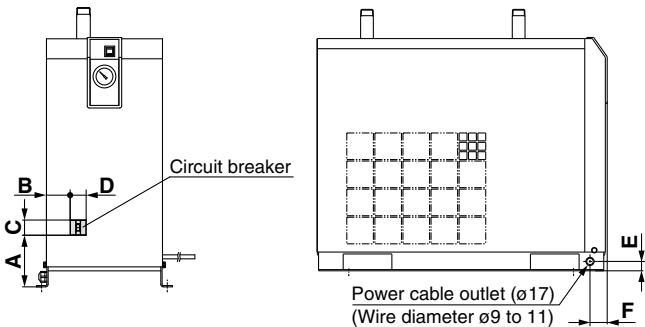 B
D
Circuit breaker
C
A
E
F
Power cable outlet (ø17)
(Wire diameter ø9 to 11)